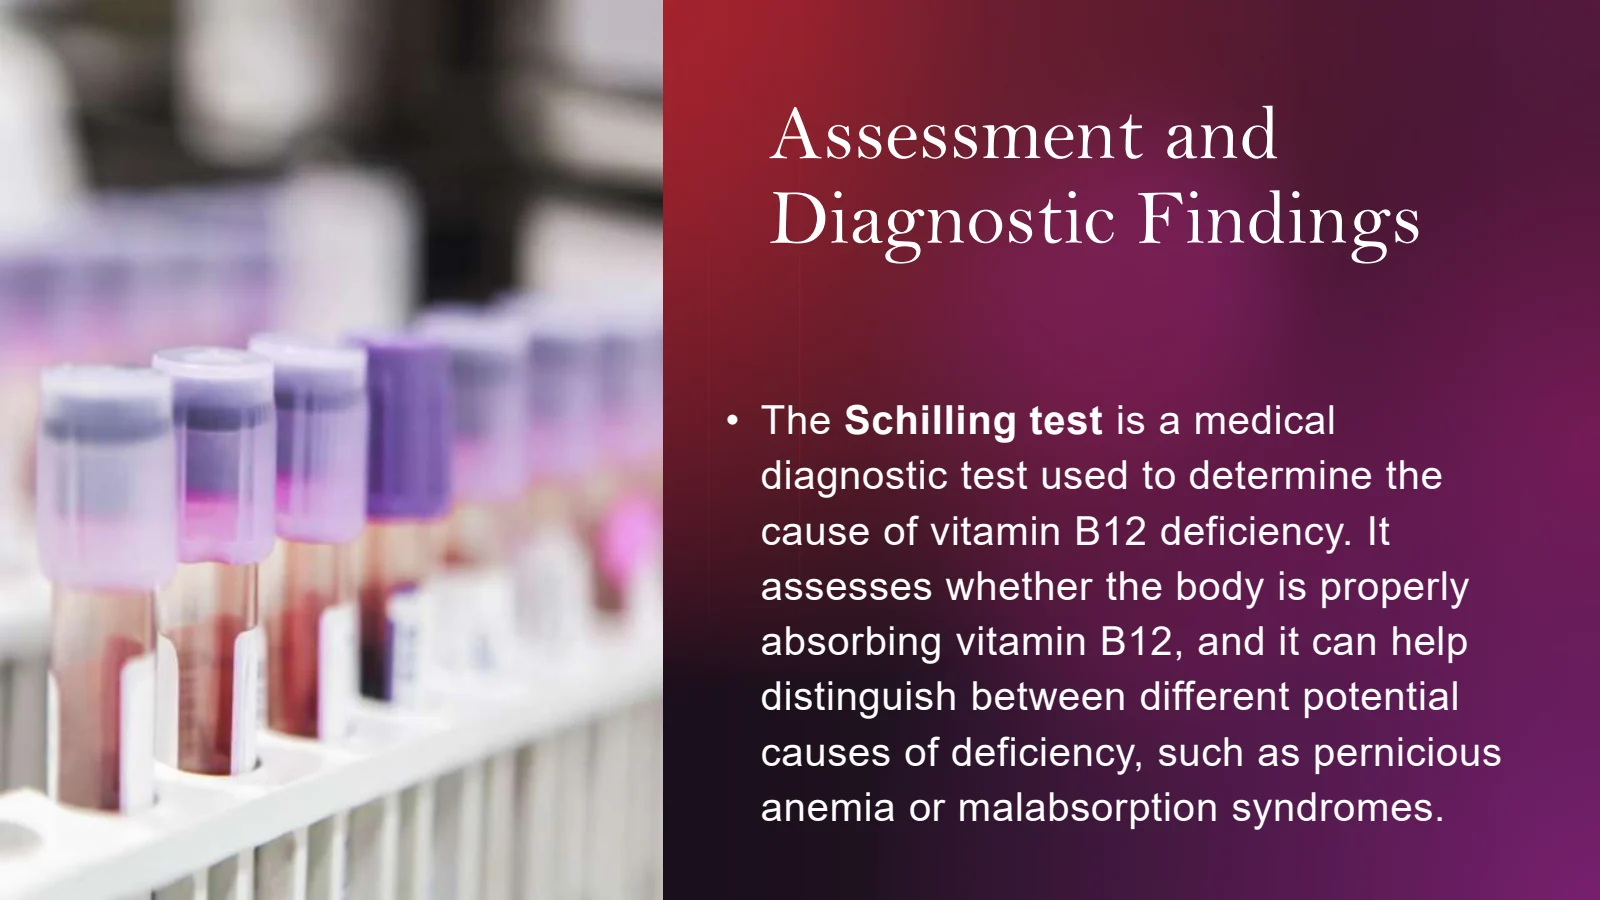 Assessment and
Diagnostic Findings
• The Schilling test is a medical
diagnostic test used to determine the
cause of vitamin B12 deficiency. It
assesses whether the body is properly
absorbing vitamin B12, and it can help
distinguish between different potential
causes of deficiency, such as pernicious
anemia or malabsorption syndromes.